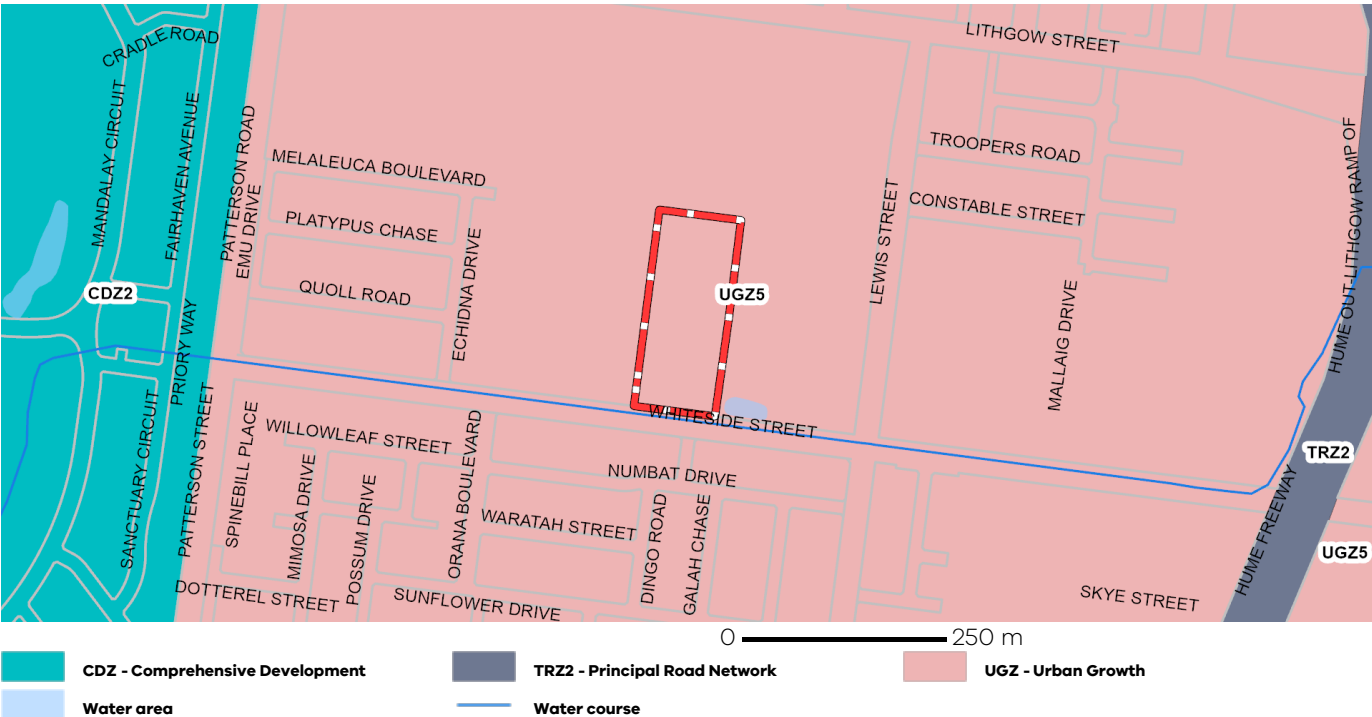 CRADLE ROAD
LITHGOW STREET
MANDALAY CIRCUIT
FAIRHAVEN AVENUE
PATTERSON ROAD
EMU DRIVE
MELALEUCA BOULEVARD
PLATYPUS CHASE
QUOLL ROAD
ECHIDNA DRIVE
LEWIS STREET
TROOPERS ROAD
CONSTABLE STREET
MALLAIG DRIVE
HUME OUT-LITHGOW RAMP OF
CDZ2
UGZ5
PRIORY WAY
PATTERSON STREET
SANCTUARY CIRCUIT
SPINEBILL PLACE
WILLOWLEAF STREET
MIMOSA DRIVE
POSSUM DRIVE
ORANA BOULEVARD
WHITESIDE STREET
NUMBAT DRIVE
WARATAH STREET
DINGO ROAD
GALAH CHASE
TRZ2
HUME FREEWAY
UGZ5
DOTTEREL STREET
SUNFLOWER DRIVE
SKYE STREET
0 250 m
CDZ - Comprehensive Development
TRZ2 - Principal Road Network
UGZ - Urban Growth
Water area
Water course